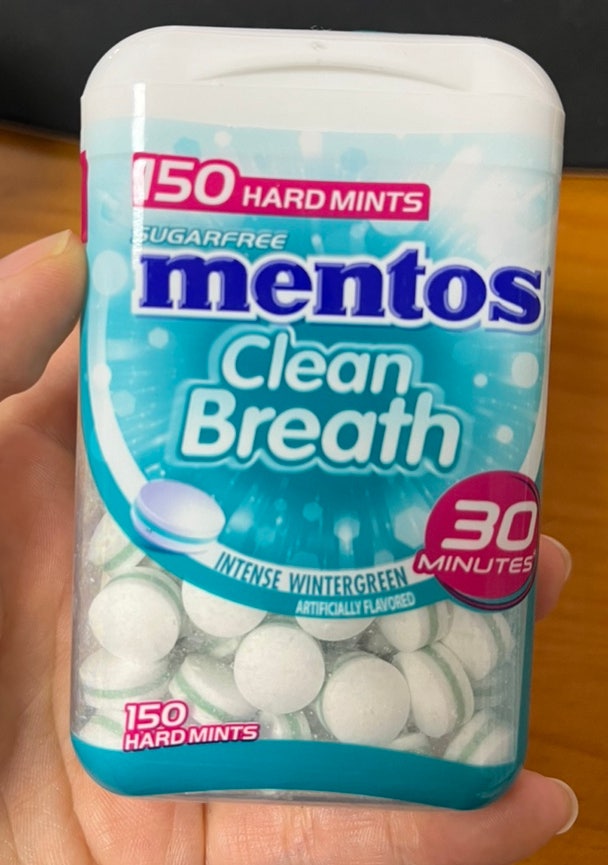 150 HARD MINTS
SUGARFREE
mentos
Clean
Breath
30
MINUTES*
INTENSE WINTERGREEN
ARTIFICIALLY FLAVORED
150
HARD MINTS